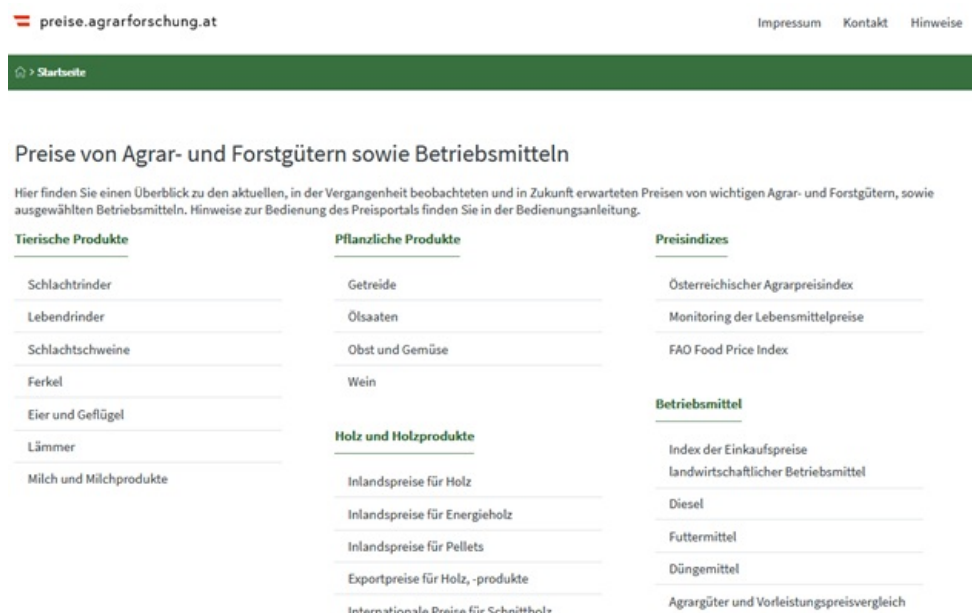 preise.agrarforschung.at
Impressum Kontakt Hinweise
> Startseite
Preise von Agrar- und Forstgütern sowie Betriebsmitteln
Hier finden Sie einen Überblick zu den aktuellen, in der Vergangenheit beobachteten und in Zukunft erwarteten Preisen von wichtigen Agrar- und Forstgütern, sowie
ausgewählten Betriebsmitteln. Hinweise zur Bedienung des Preisportals finden Sie in der Bedienungsanleitung.
Tierische Produkte
Schlachtrinder
Lebendrinder
Schlachtschweine
Ferkel
Eier und Geflügel
Lämmer
Milch und Milchprodukte
Pflanzliche Produkte
Getreide
Ölsaaten
Obst und Gemüse
Wein
Holz und Holzprodukte
Inlandspreise für Holz
Inlandspreise für Energieholz
Inlandspreise für Pellets
Exportpreise für Holz, -produkte
Internationale Preise für Schnittholz
Preisindizes
Österreichischer Agrarpreisindex
Monitoring der Lebensmittelpreise
FAO Food Price Index
Betriebsmittel
Index der Einkaufspreise
landwirtschaftlicher Betriebsmittel
Diesel
Futtermittel
Düngemittel
Agrargüter und Vorleistungspreisvergleich